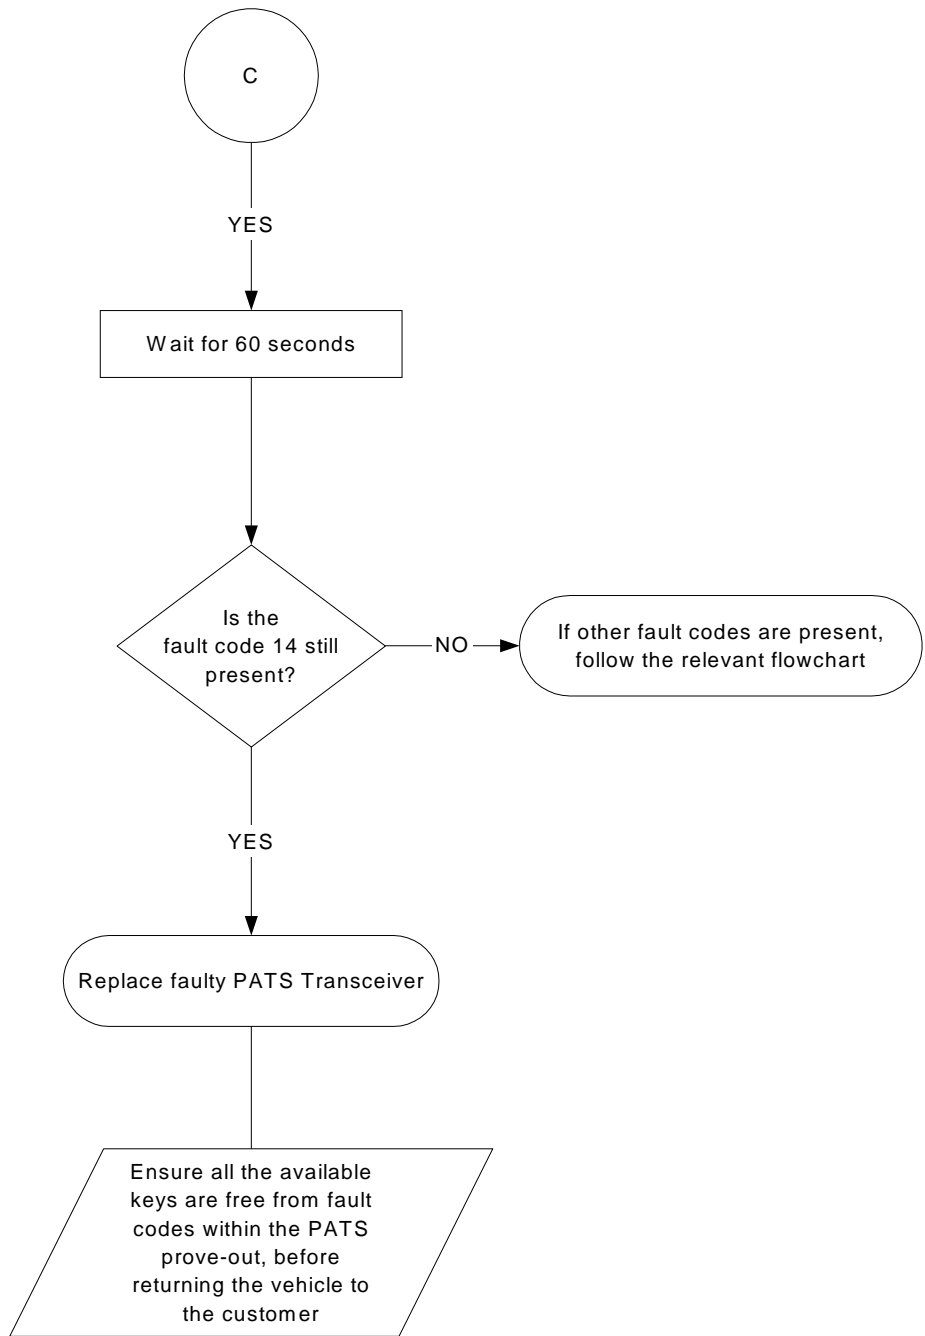 C
YES
Wait for 60 seconds
Is the
fault code 14 still
present?
NO
If other fault codes are present,
follow the relevant flowchart
YES
Replace faulty PATS Transceiver
Ensure all the available
keys are free from fault
codes within the PATS
prove-out, before
returning the vehicle to
the customer